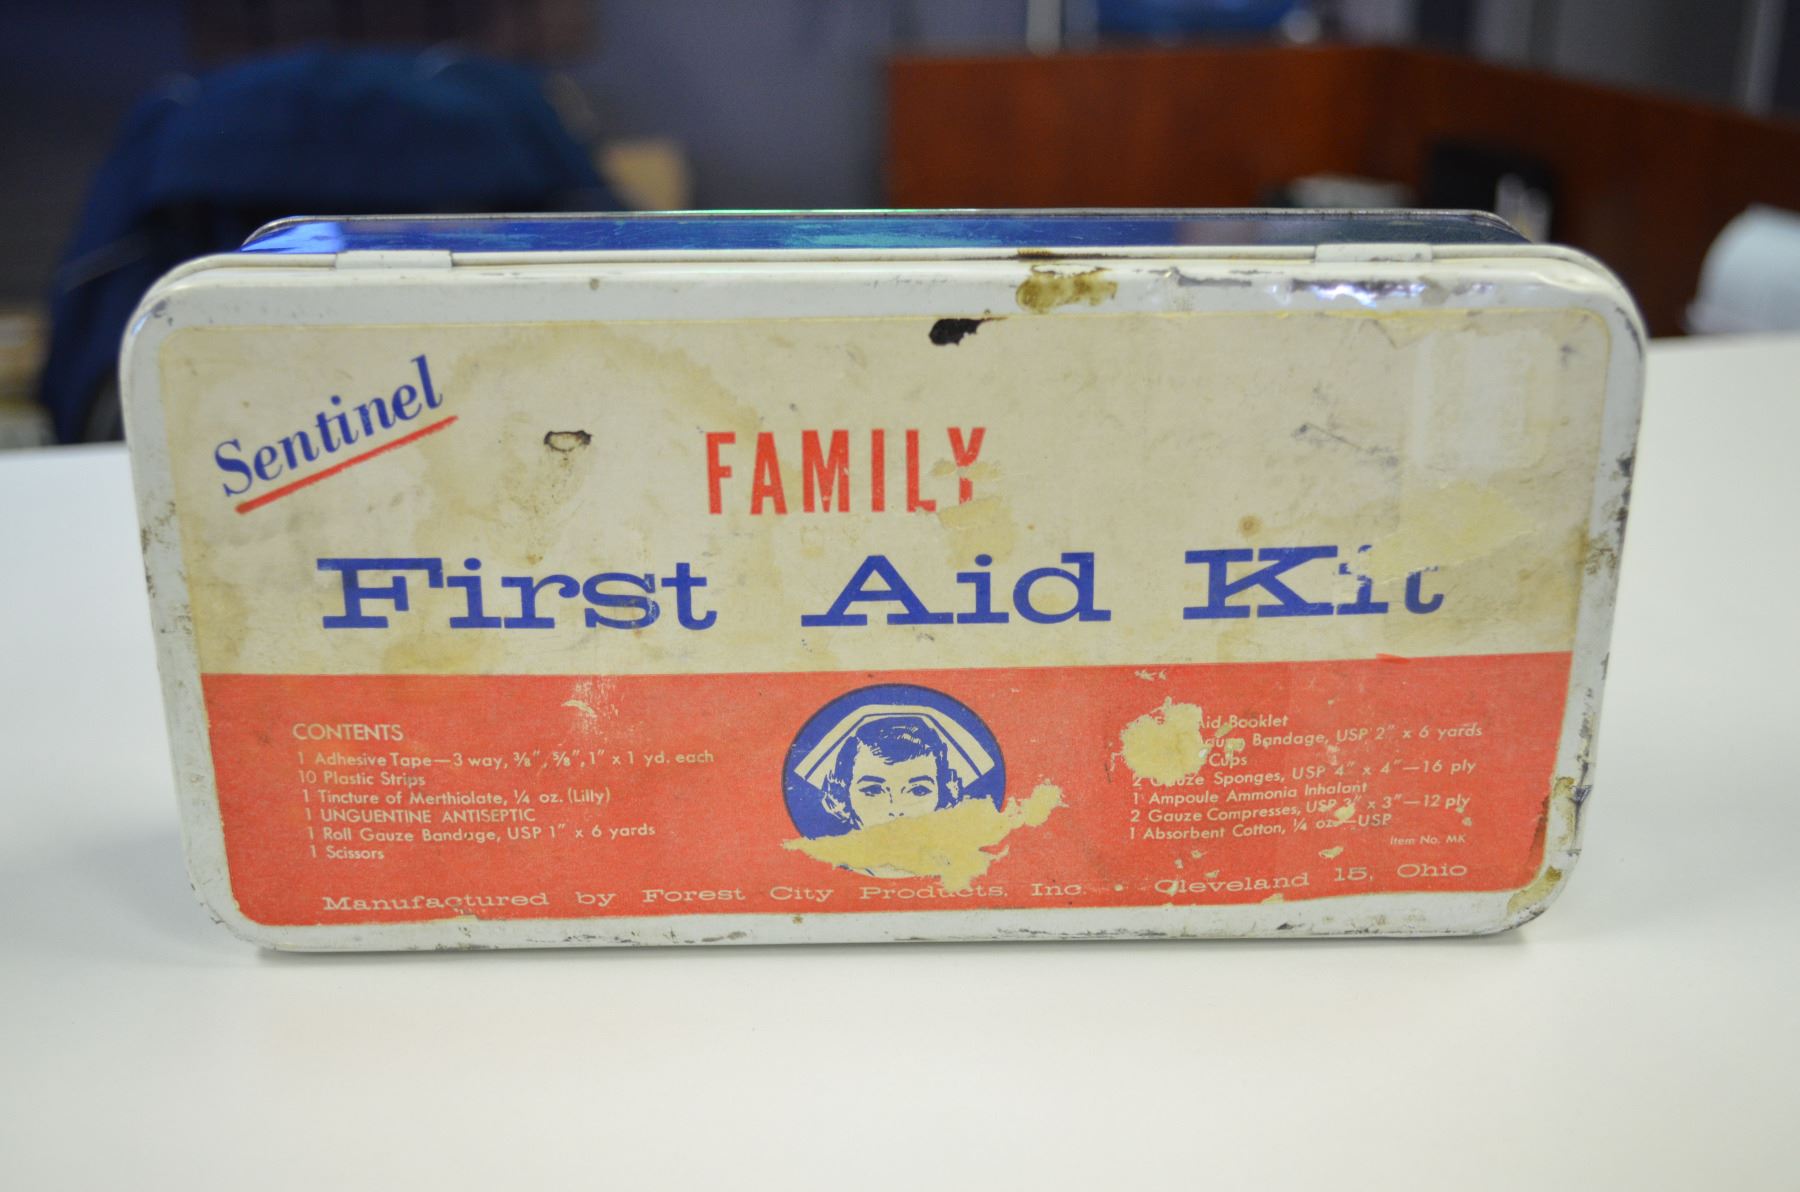 Sentinel
FAMILY
First Aid Kit
CONTENTS
1 Adhesive Tape—3 way, ⅜", ⅝", 1" x 1 yd. each
10 Plastic Strips
1 Tincture of Merthiolate, ¼ oz. (Lilly)
1 UNGUENTINE ANTISEPTIC
1 Roll Gauze Bandage, USP 1" x 6 yards
1 Scissors
Aid Booklet
Bandage, USP 2" x 6 yards
Cups
2 Gauze Sponges, USP 4" x 4"—16 ply
1 Ampoule Ammonia Inhalant
2 Gauze Compresses, USP 3" x 3"—12 ply
1 Absorbent Cotton, ¼ oz.—USP
Item No. MK
Manufactured by Forest City Products, Inc. • Cleveland 15, Ohio